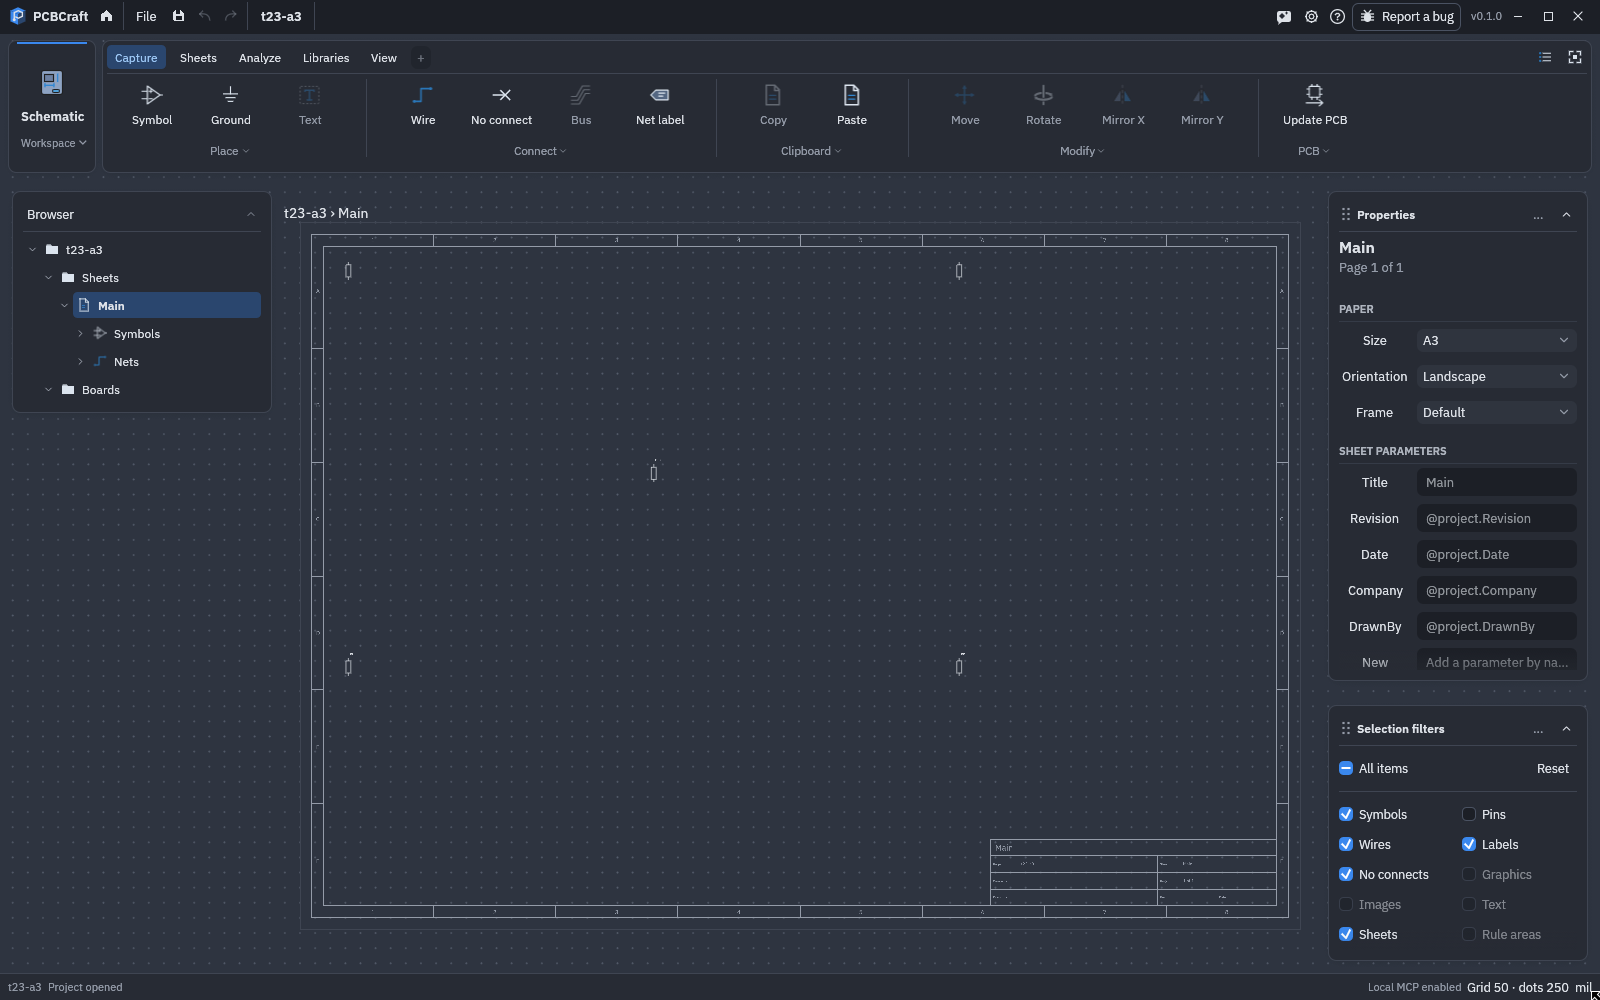 PCBCraft File t23-a3 Report a bug v0.1.0
Capture Sheets Analyze Libraries View +
Schematic
Workspace
Symbol Ground Text Wire No connect Bus Net label Copy Paste Move Rotate Mirror X Mirror Y Update PCB
Place Connect Clipboard Modify PCB
Browser
t23-a3
Sheets
Main
Symbols
Nets
Boards
t23-a3 › Main
Main
Properties ...
Main
Page 1 of 1
PAPER
Size A3
Orientation Landscape
Frame Default
SHEET PARAMETERS
Title Main
Revision @project.Revision
Date @project.Date
Company @project.Company
DrawnBy @project.DrawnBy
New Add a parameter by na...
Selection filters ...
All items Reset
Symbols Pins
Wires Labels
No connects Graphics
Images Text
Sheets Rule areas
t23-a3 Project opened Local MCP enabled Grid 50 · dots 250 mil